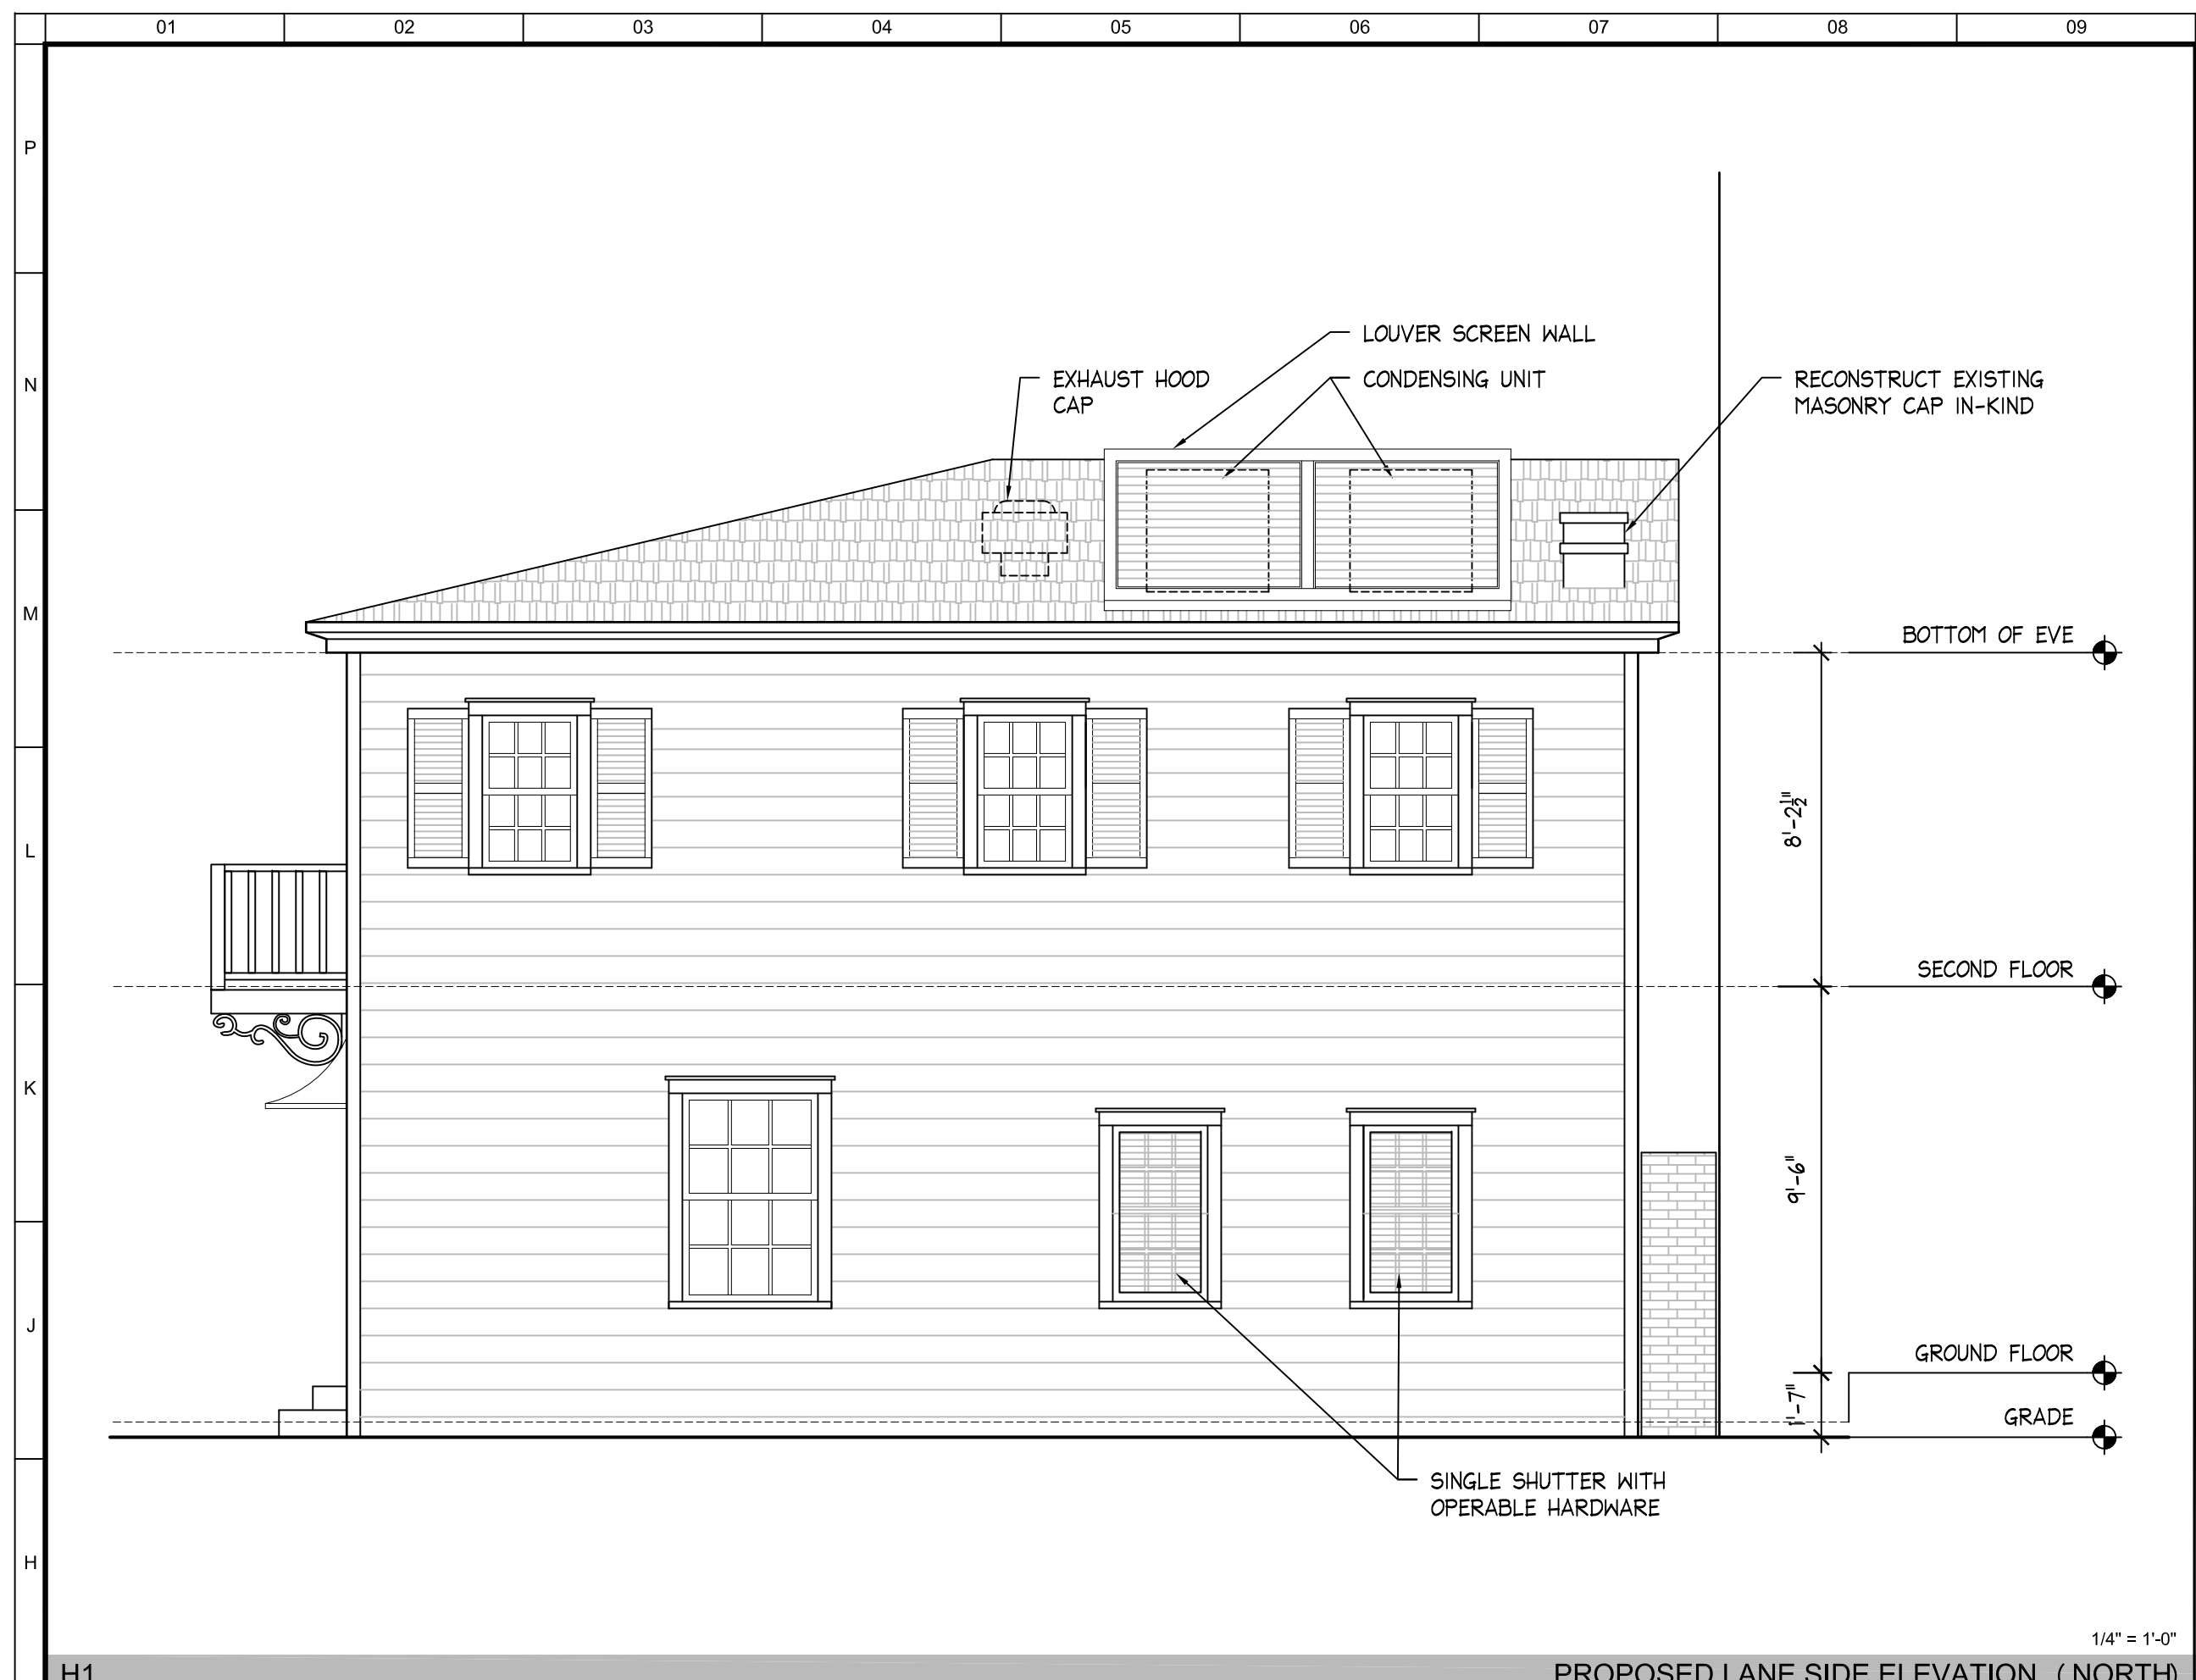 01 02 03 04 05 06 07 08 09
P
N
M
L
K
J
H
LOUVER SCREEN WALL
EXHAUST HOOD
CAP
CONDENSING UNIT
RECONSTRUCT EXISTING
MASONRY CAP IN-KIND
BOTTOM OF EVE
8'-2½"
SECOND FLOOR
9'-6"
GROUND FLOOR
1'-7"
GRADE
SINGLE SHUTTER WITH
OPERABLE HARDWARE
1/4" = 1'-0"
H1
PROPOSED LANE SIDE ELEVATION (NORTH)